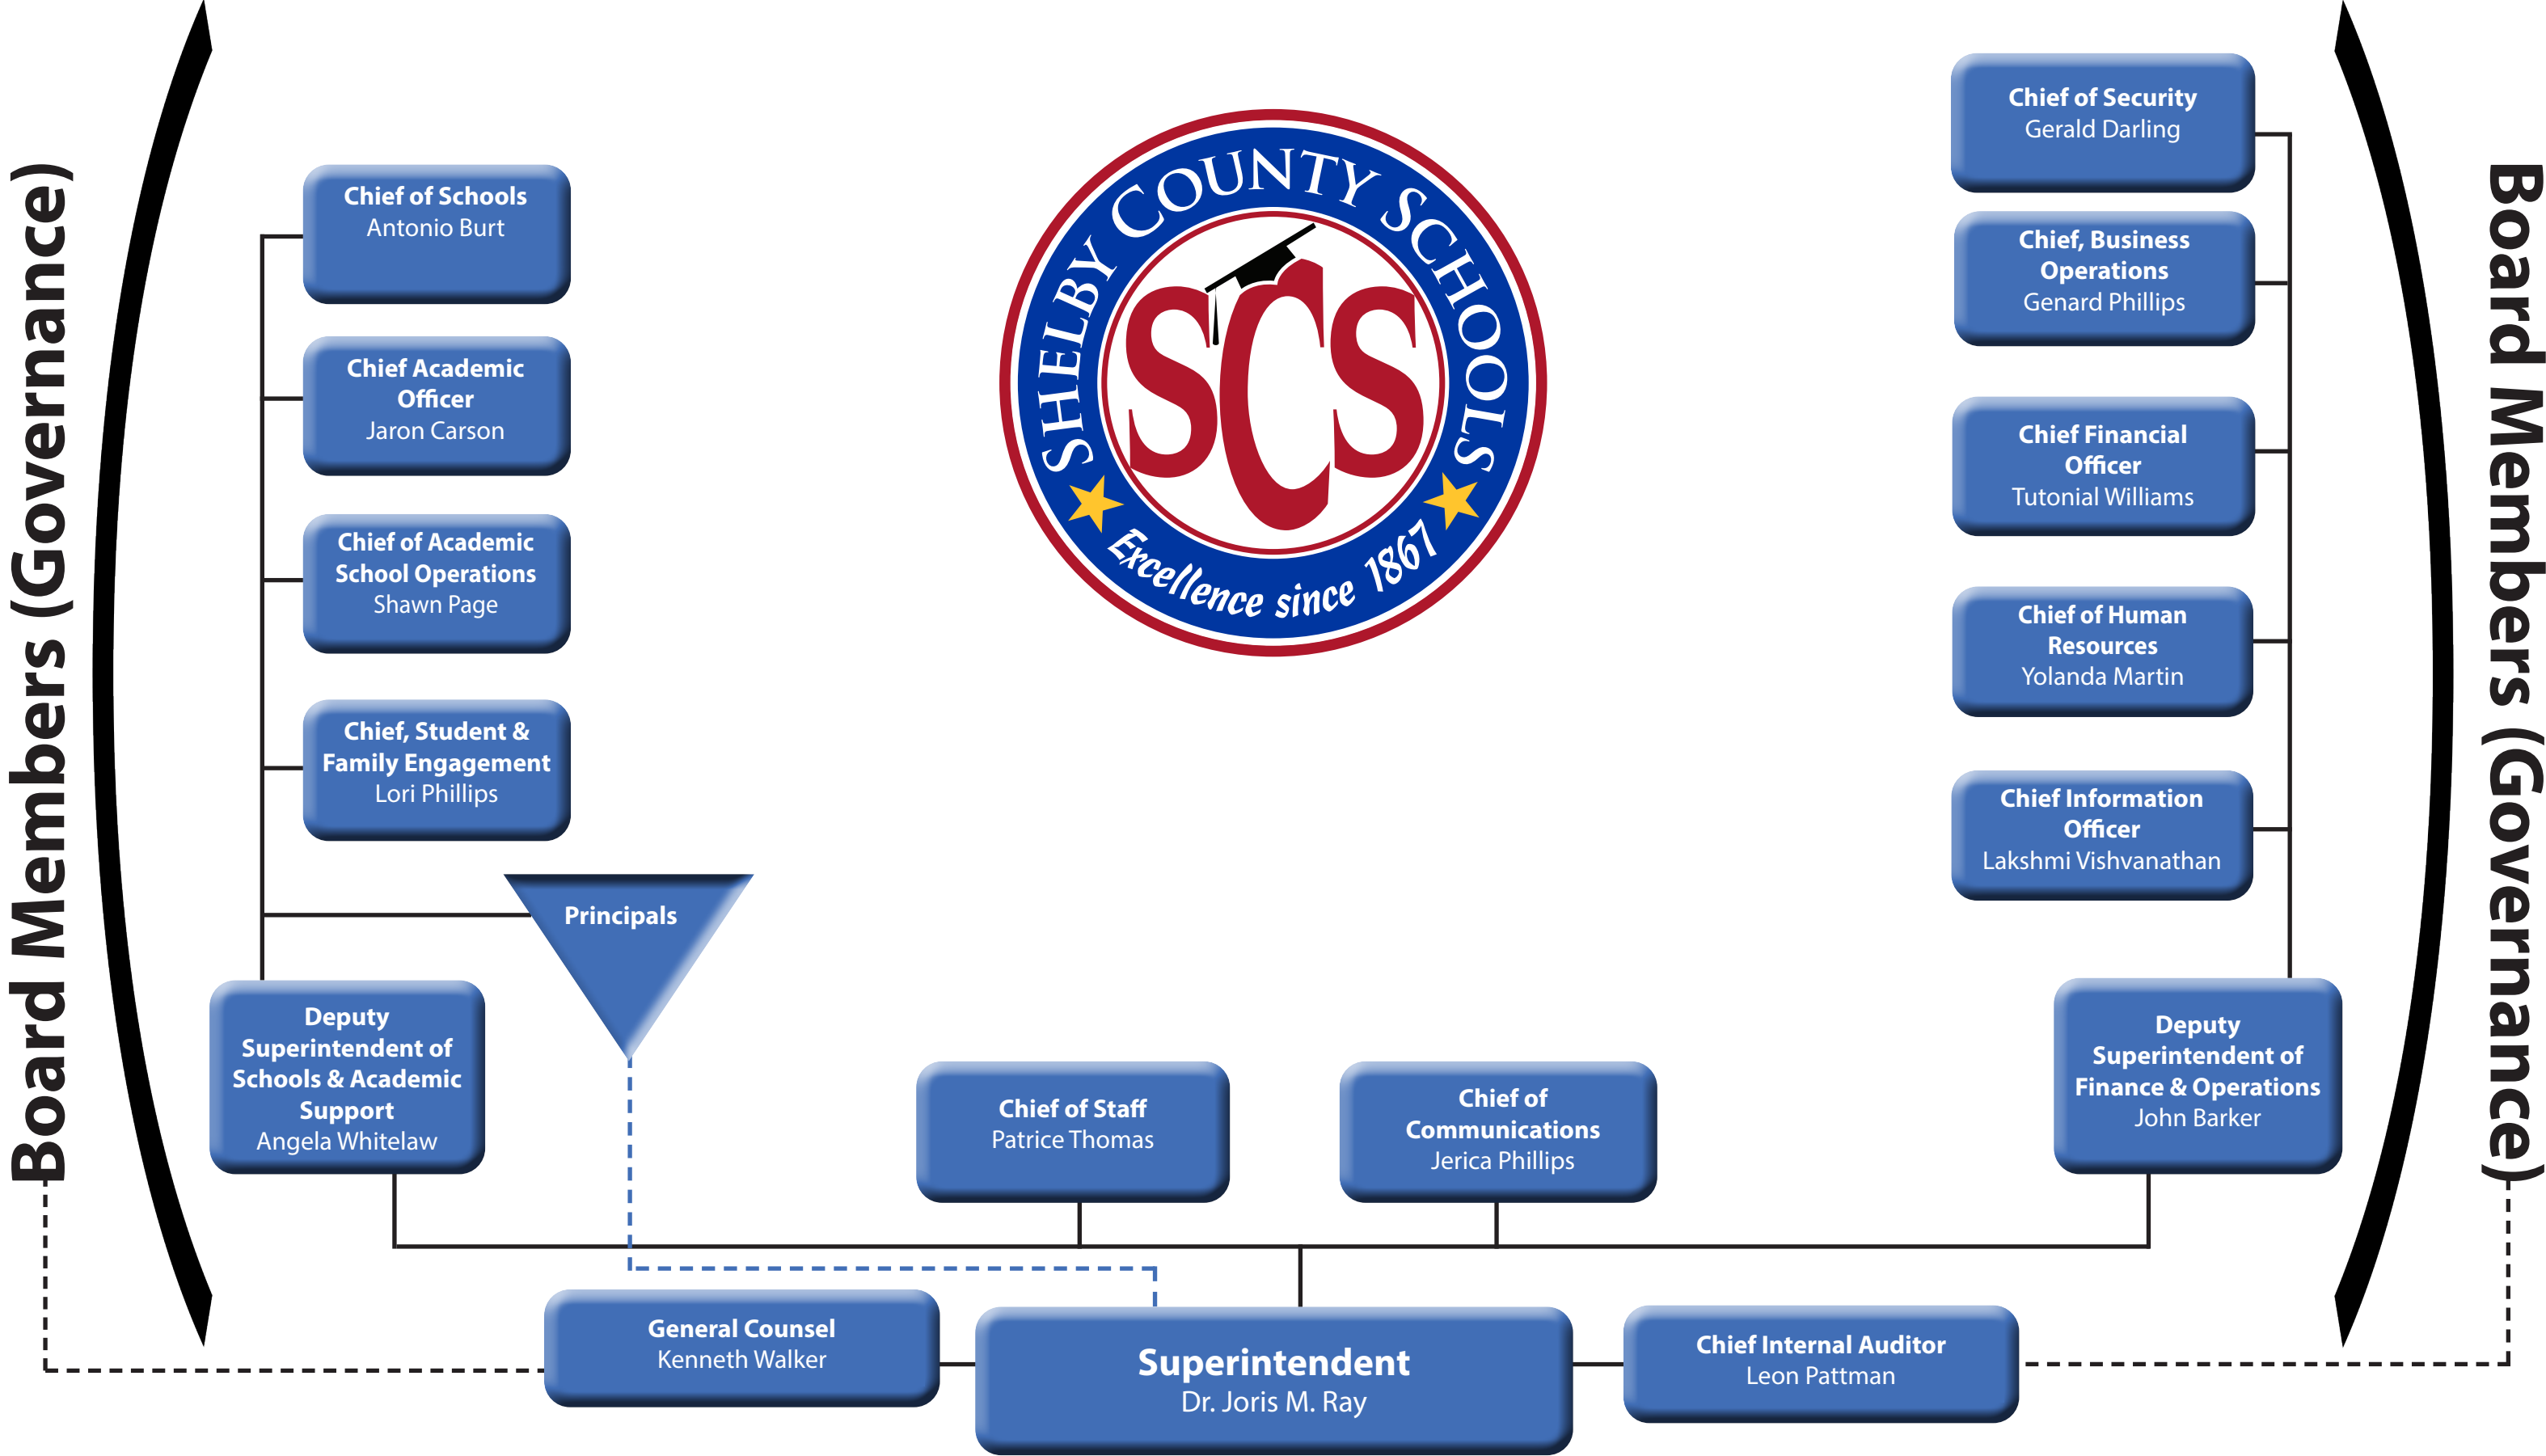 Board Members (Governance)
Chief of Schools
Antonio Burt
Chief Academic
Officer
Jaron Carson
Chief of Academic
School Operations
Shawn Page
Chief, Student &
Family Engagement
Lori Phillips
Principals
Deputy
Superintendent of
Schools & Academic
Support
Angela Whitelaw
SHELBY COUNTY SCHOOLS
SCS
Excellence since 1867
Chief of Staff
Patrice Thomas
Chief of
Communications
Jerica Phillips
General Counsel
Kenneth Walker
Superintendent
Dr. Joris M. Ray
Chief Internal Auditor
Leon Pattman
Chief of Security
Gerald Darling
Chief, Business
Operations
Genard Phillips
Chief Financial
Officer
Tutonial Williams
Chief of Human
Resources
Yolanda Martin
Chief Information
Officer
Lakshmi Vishvanathan
Deputy
Superintendent of
Finance & Operations
John Barker
Board Members (Governance)